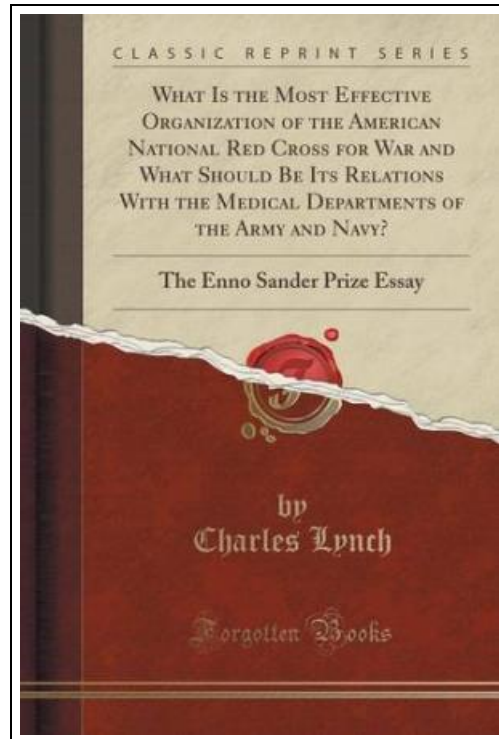 CLASSIC REPRINT SERIES
WHAT IS THE MOST EFFECTIVE
ORGANIZATION OF THE AMERICAN
NATIONAL RED CROSS FOR WAR AND
WHAT SHOULD BE ITS RELATIONS
WITH THE MEDICAL DEPARTMENTS OF
THE ARMY AND NAVY?
The Enno Sander Prize Essay
by
Charles Lynch
Forgotten Books